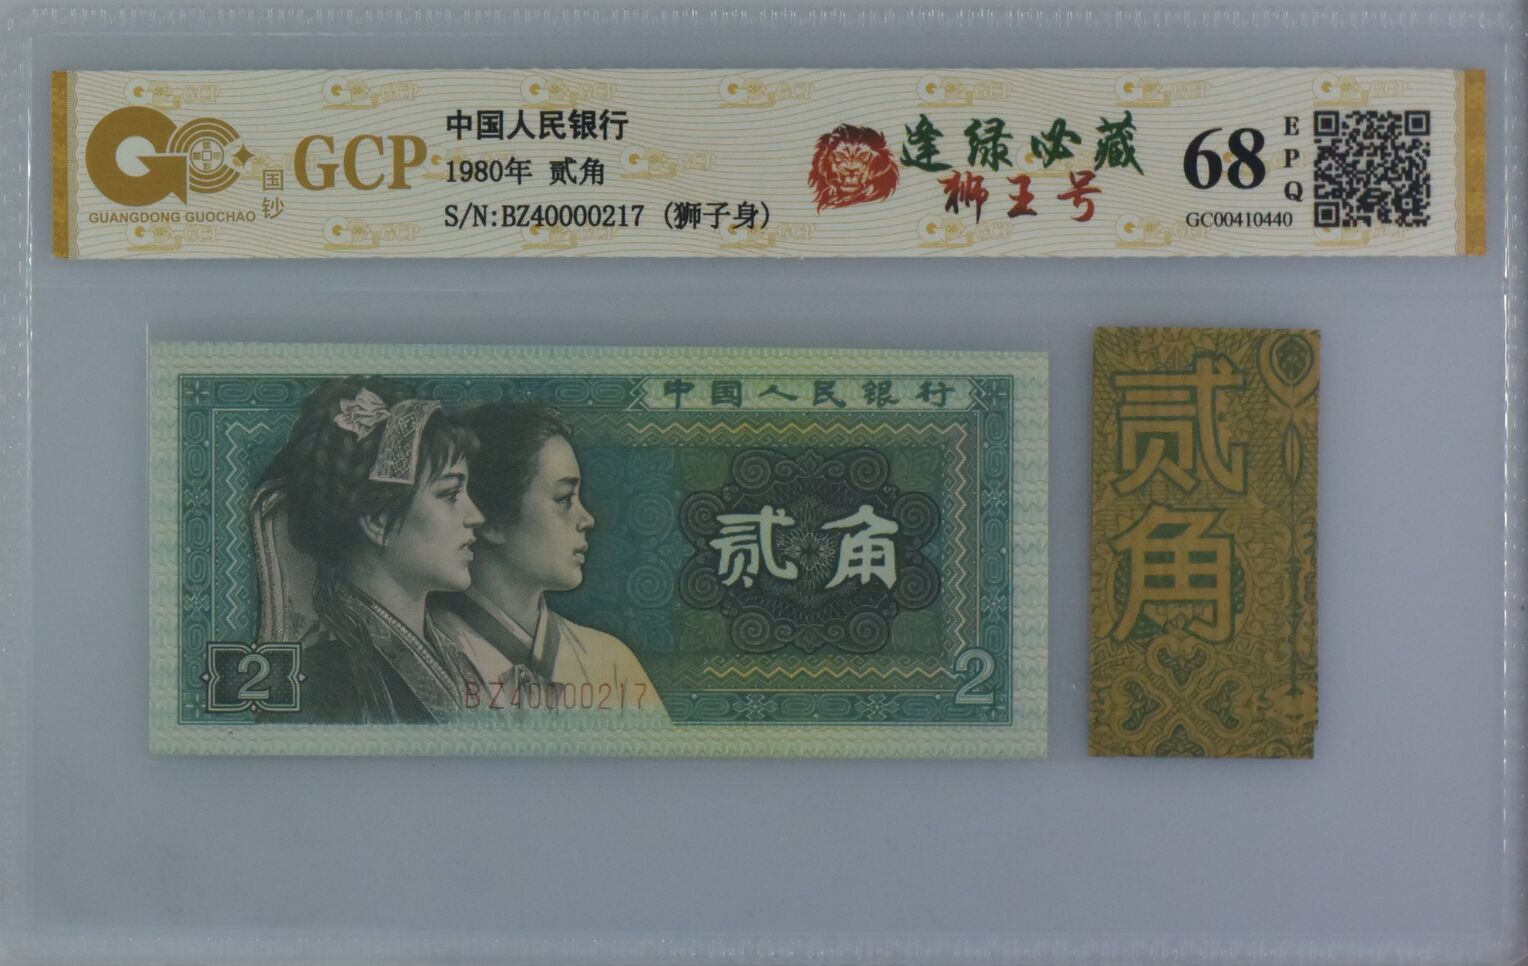 GUANGDONG GUOCHAO
国钞
GCP
中国人民银行
1980年 贰角
S/N:BZ40000217 (狮子身)
逢绿必藏
狮王号
68
EPQ
GC00410440
中国人民银行
贰角
2
BZ40000217
2
贰角